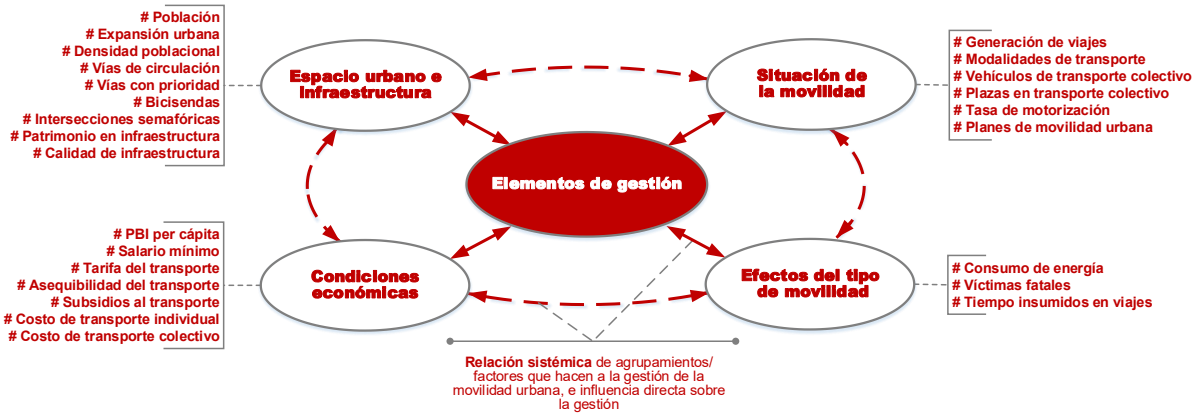 # Población
# Expansión urbana
# Densidad poblacional
# Vías de circulación
# Vías con prioridad
# Bicisendas
# Intersecciones semafóricas
# Patrimonio en infraestructura
# Calidad de infraestructura
Espacio urbano e
infraestructura
Situación de
la movilidad
# Generación de viajes
# Modalidades de transporte
# Vehículos de transporte colectivo
# Plazas en transporte colectivo
# Tasa de motorización
# Planes de movilidad urbana
Elementos de gestión
# PBI per cápita
# Salario mínimo
# Tarifa del transporte
# Asequibilidad del transporte
# Subsidios al transporte
# Costo de transporte individual
# Costo de transporte colectivo
Condiciones
económicas
Efectos del tipo
de movilidad
# Consumo de energía
# Víctimas fatales
# Tiempo insumidos en viajes
Relación sistémica de agrupamientos/
factores que hacen a la gestión de la
movilidad urbana, e influencia directa sobre
la gestión